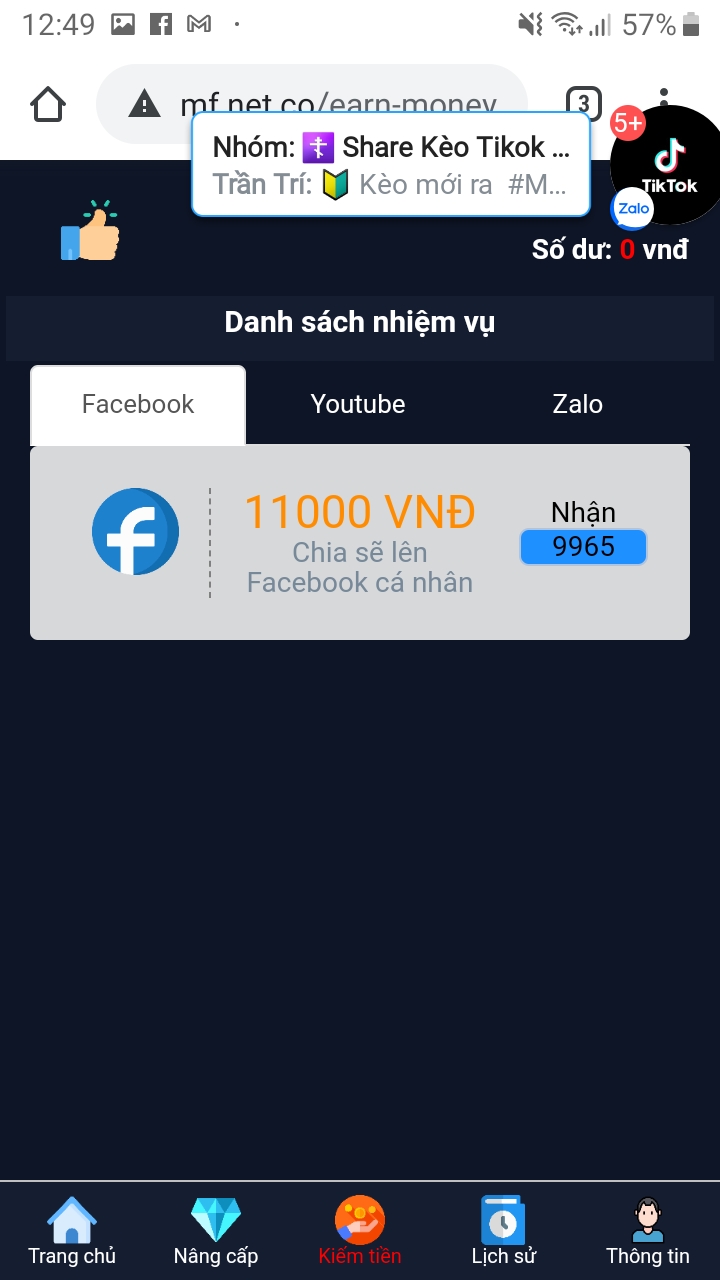 12:49
57%
mf.net.co/earn-money
3
Nhóm: Share Kèo Tikok ...
Trần Trí: Kèo mới ra #M...
5+
TikTok
Zalo
Số dư: 0 vnđ
Danh sách nhiệm vụ
Facebook
Youtube
Zalo
11000 VNĐ
Chia sẽ lên
Facebook cá nhân
Nhận
9965
Trang chủ
Nâng cấp
Kiếm tiền
Lịch sử
Thông tin